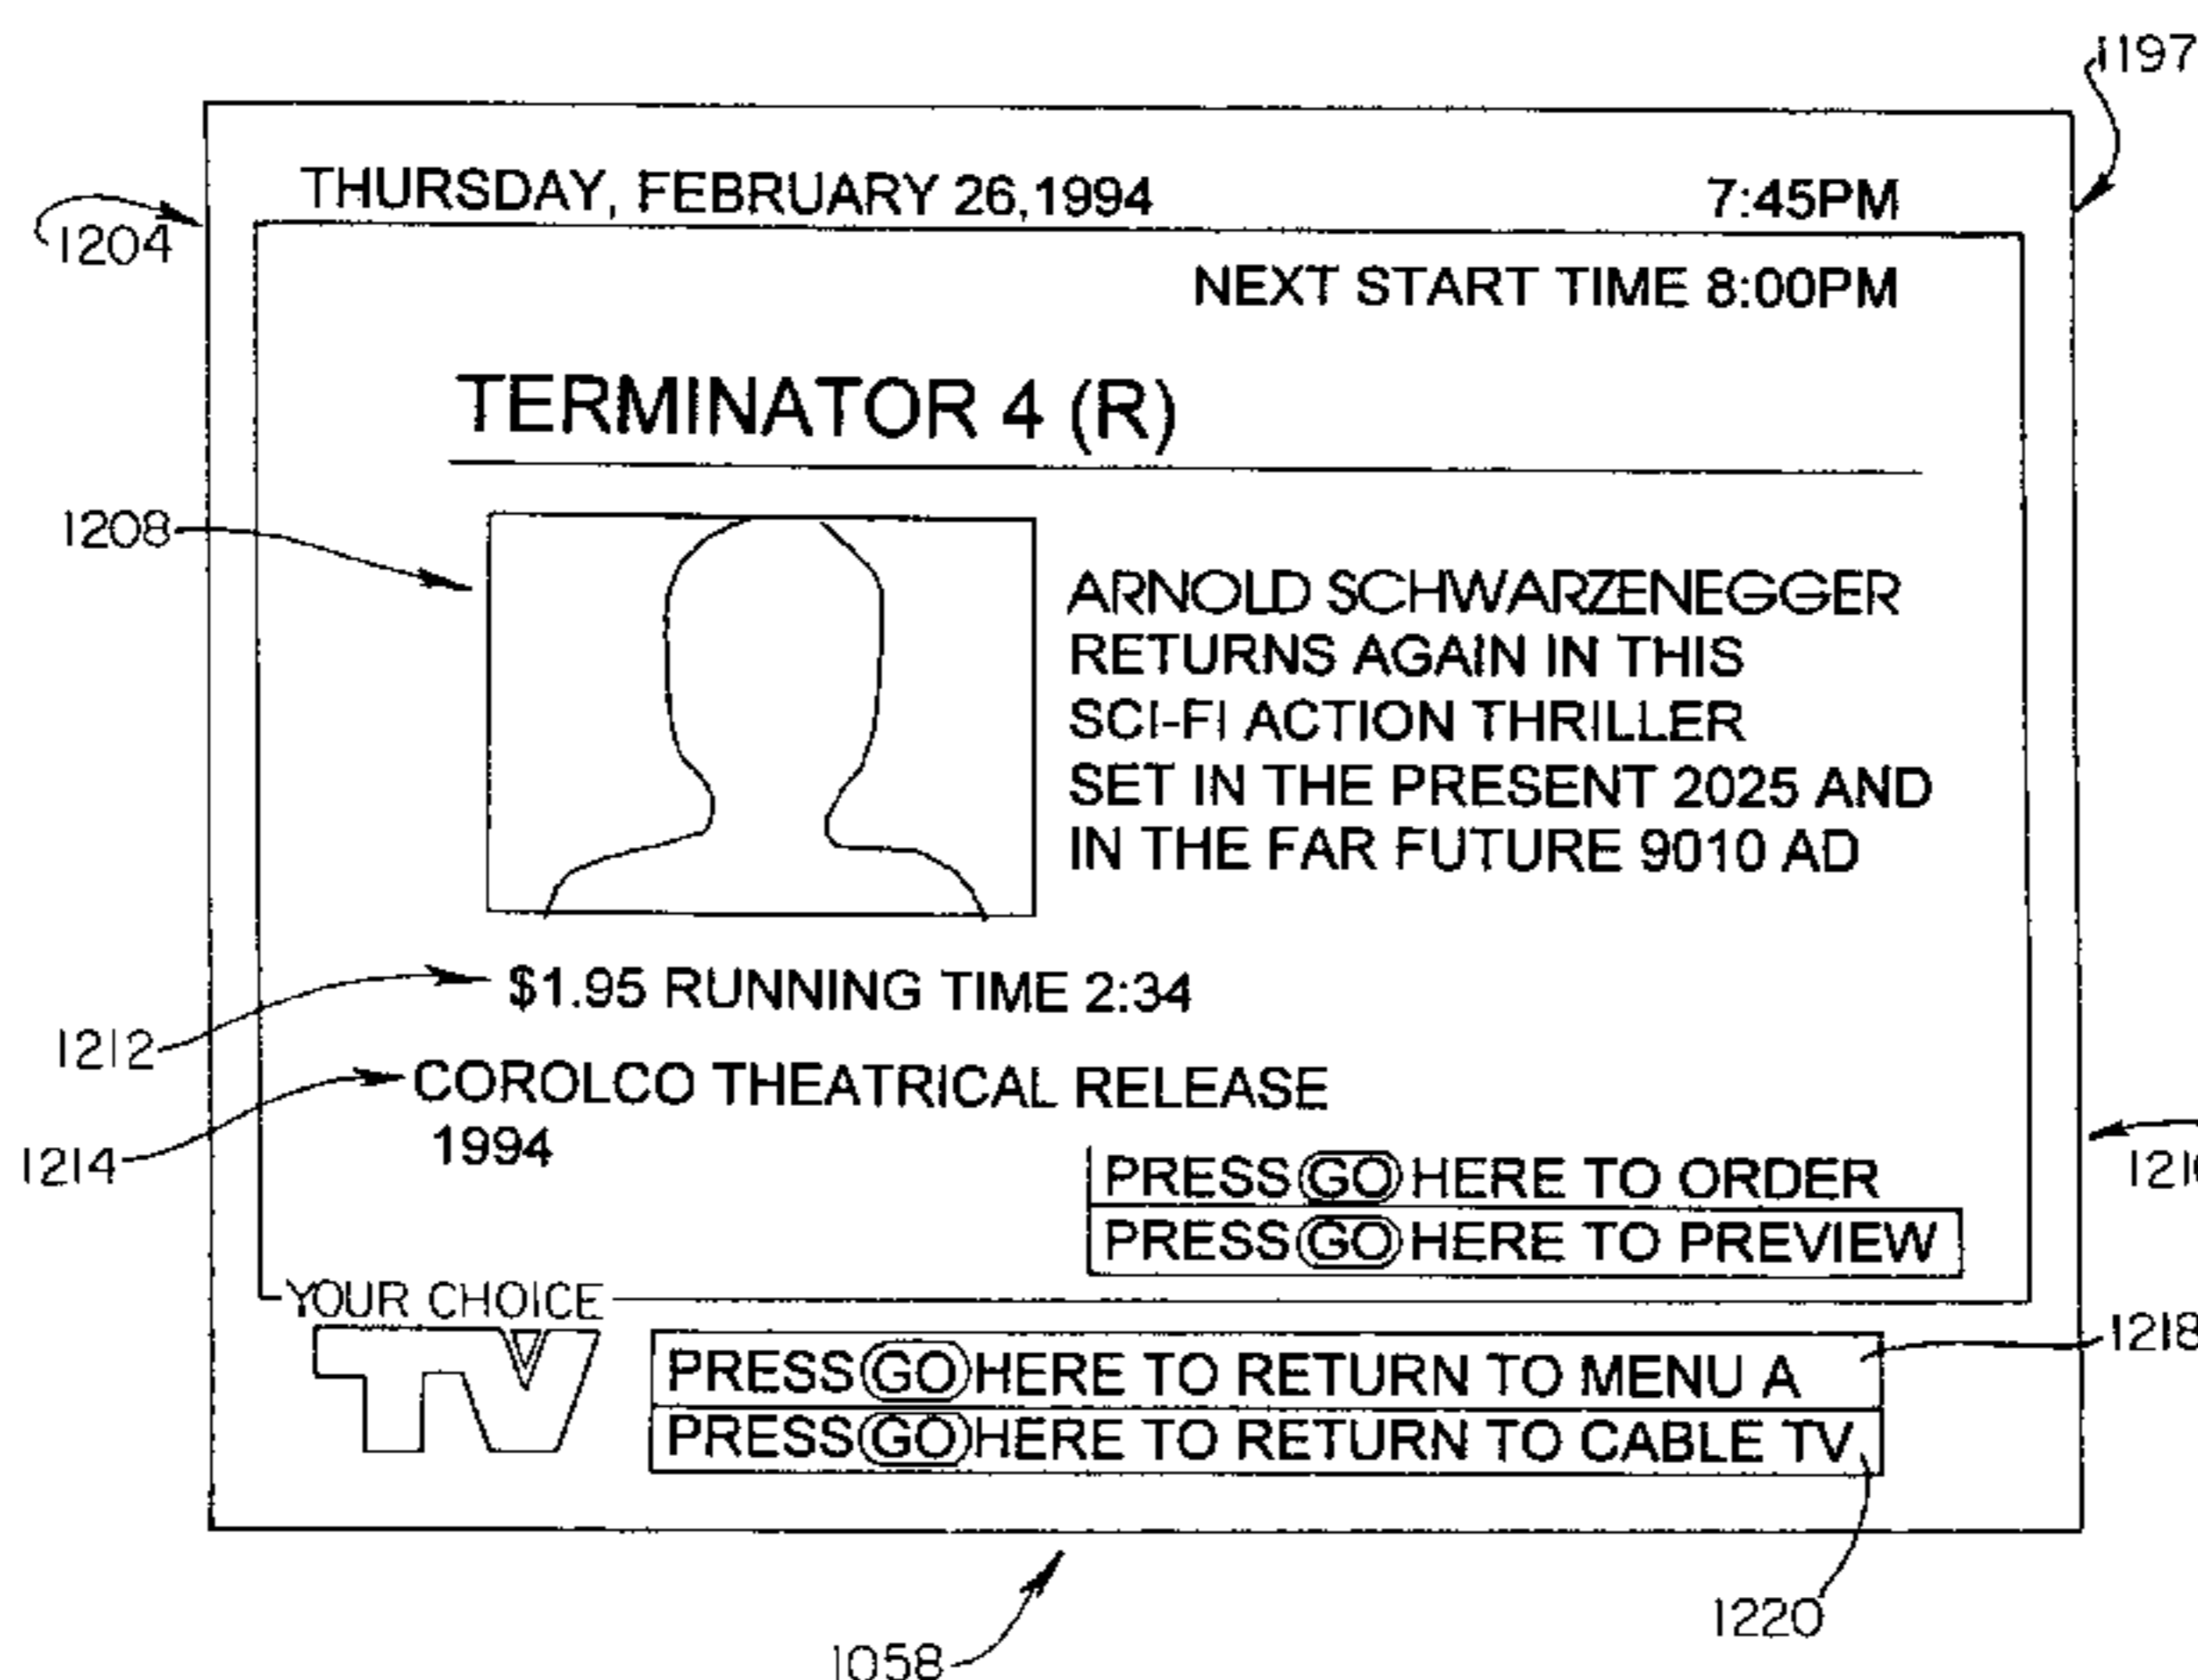 1197
THURSDAY, FEBRUARY 26,1994 7:45PM
1204
NEXT START TIME 8:00PM
TERMINATOR 4 (R)
1208
ARNOLD SCHWARZENEGGER
RETURNS AGAIN IN THIS
SCI-FI ACTION THRILLER
SET IN THE PRESENT 2025 AND
IN THE FAR FUTURE 9010 AD
$1.95 RUNNING TIME 2:34
1212
COROLCO THEATRICAL RELEASE
1994
1214
PRESS GO HERE TO ORDER
PRESS GO HERE TO PREVIEW
YOUR CHOICE
TV
1218
PRESS GO HERE TO RETURN TO MENU A
PRESS GO HERE TO RETURN TO CABLE TV
1220
1058